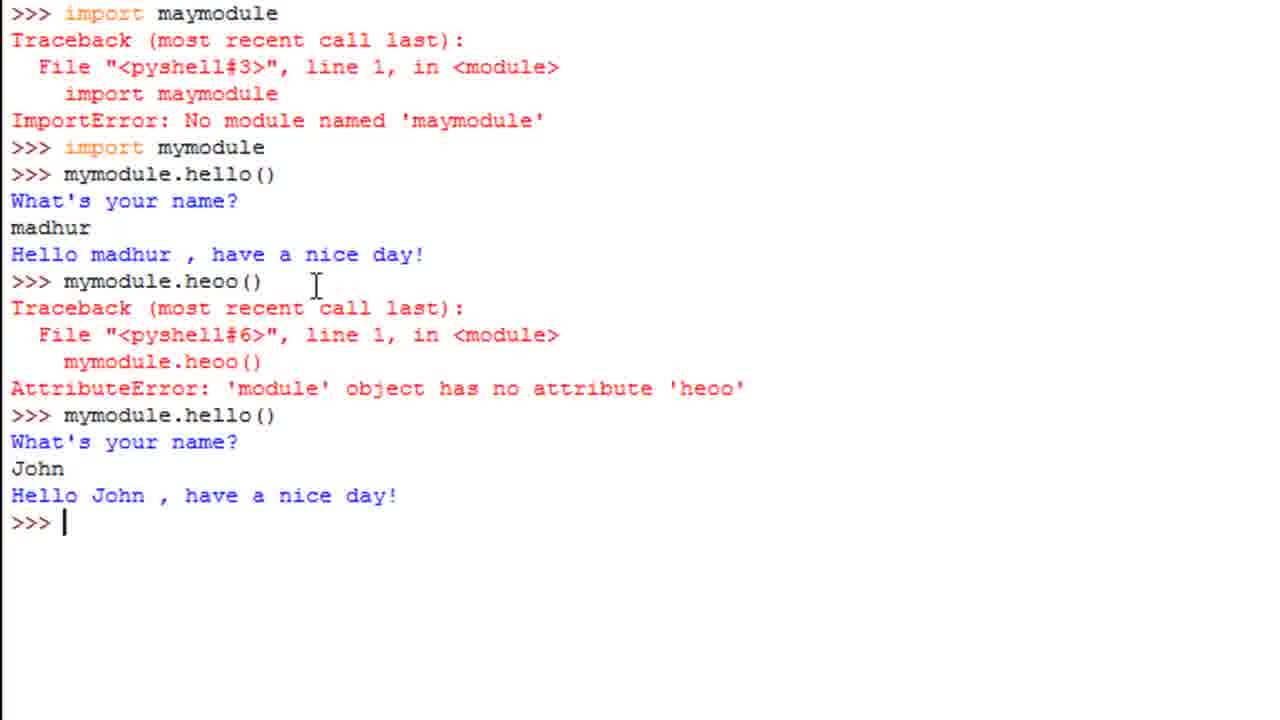 >>> import maymodule
Traceback (most recent call last):
  File "<pyshell#3>", line 1, in <module>
    import maymodule
ImportError: No module named 'maymodule'
>>> import mymodule
>>> mymodule.hello()
What's your name?
madhur
Hello madhur , have a nice day!
>>> mymodule.heoo()
Traceback (most recent call last):
  File "<pyshell#6>", line 1, in <module>
    mymodule.heoo()
AttributeError: 'module' object has no attribute 'heoo'
>>> mymodule.hello()
What's your name?
John
Hello John , have a nice day!
>>>